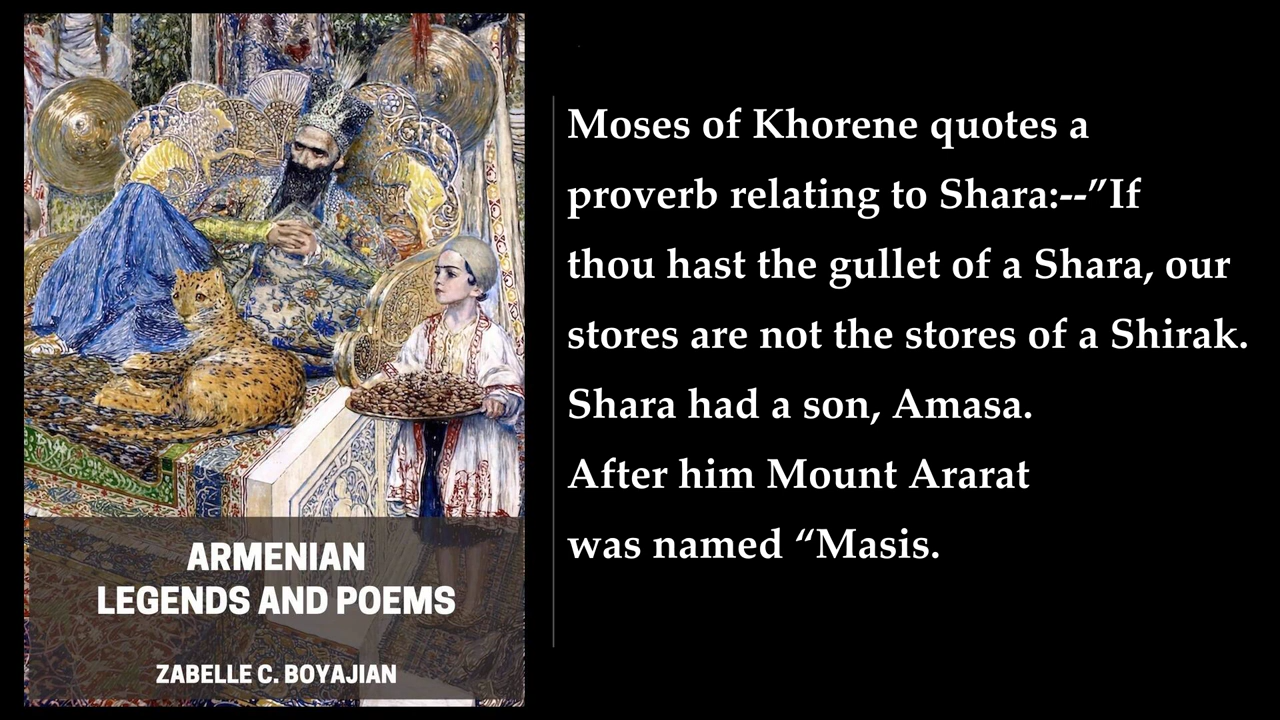 ARMENIAN
LEGENDS AND POEMS
ZABELLE C. BOYAJIAN
Moses of Khorene quotes a
proverb relating to Shara:--”If
thou hast the gullet of a Shara, our
stores are not the stores of a Shirak.
Shara had a son, Amasa.
After him Mount Ararat
was named “Masis.